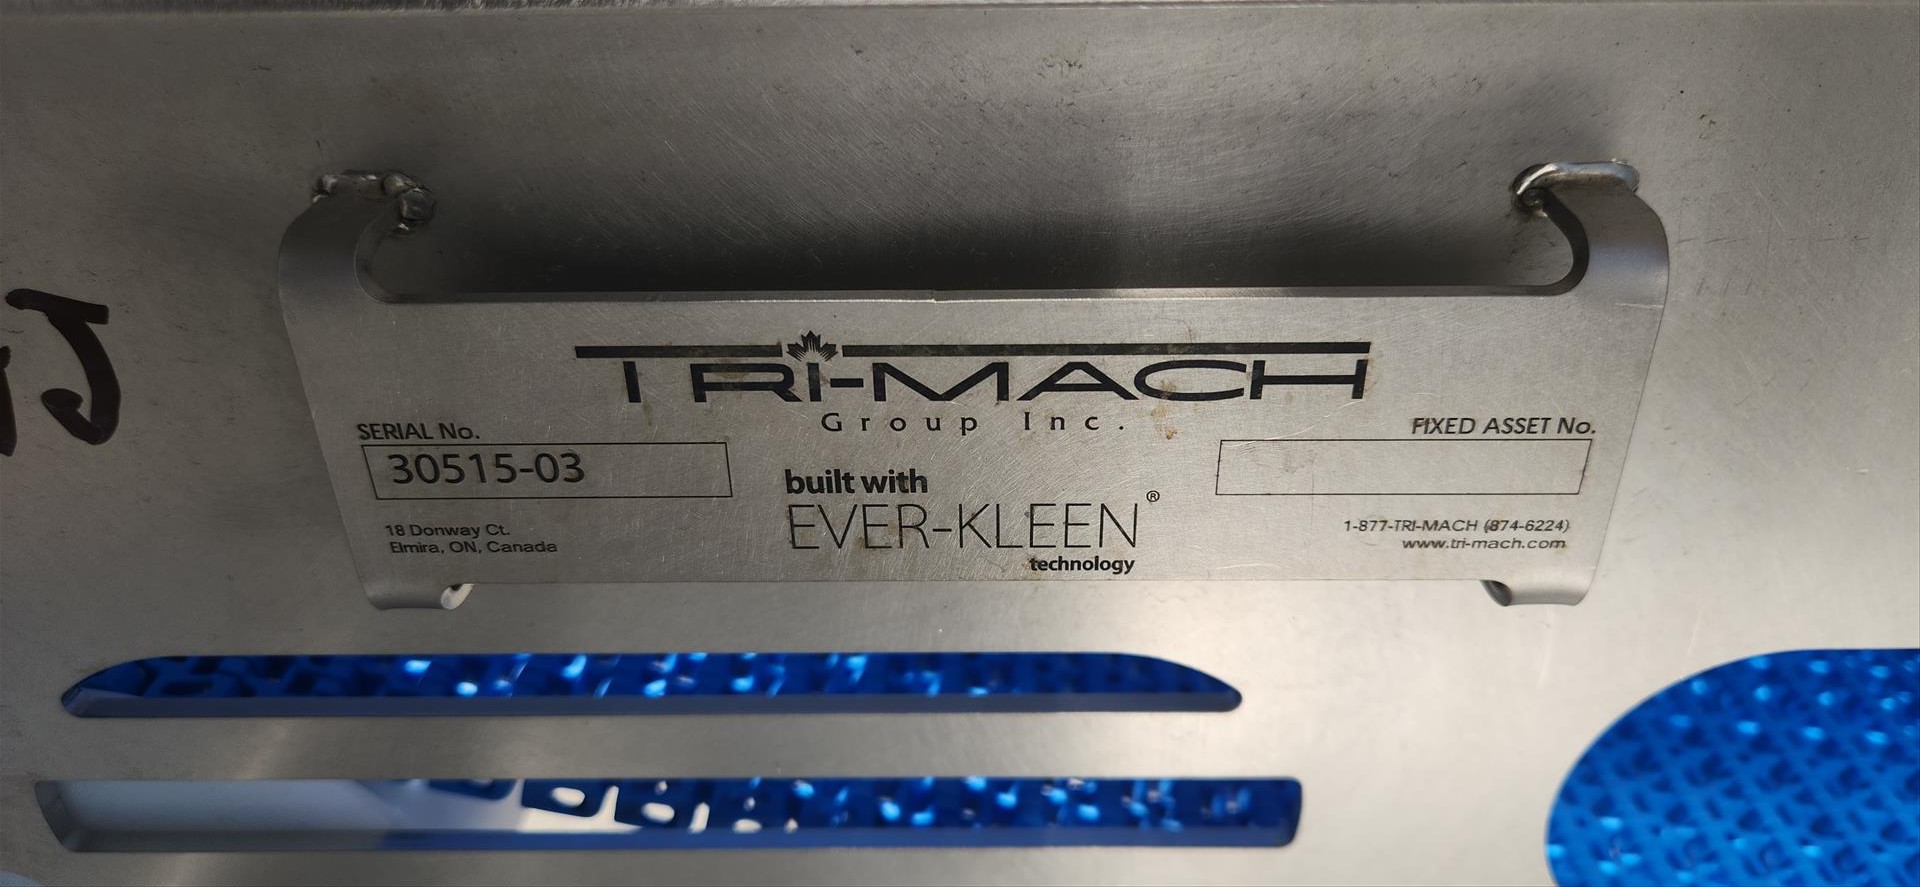 TRI-MACH
Group Inc.
SERIAL No.
30515-03
FIXED ASSET No.
built with
EVER-KLEEN®
technology
18 Donway Ct.
Elmira, ON, Canada
1-877-TRI-MACH (874-6224)
www.tri-mach.com